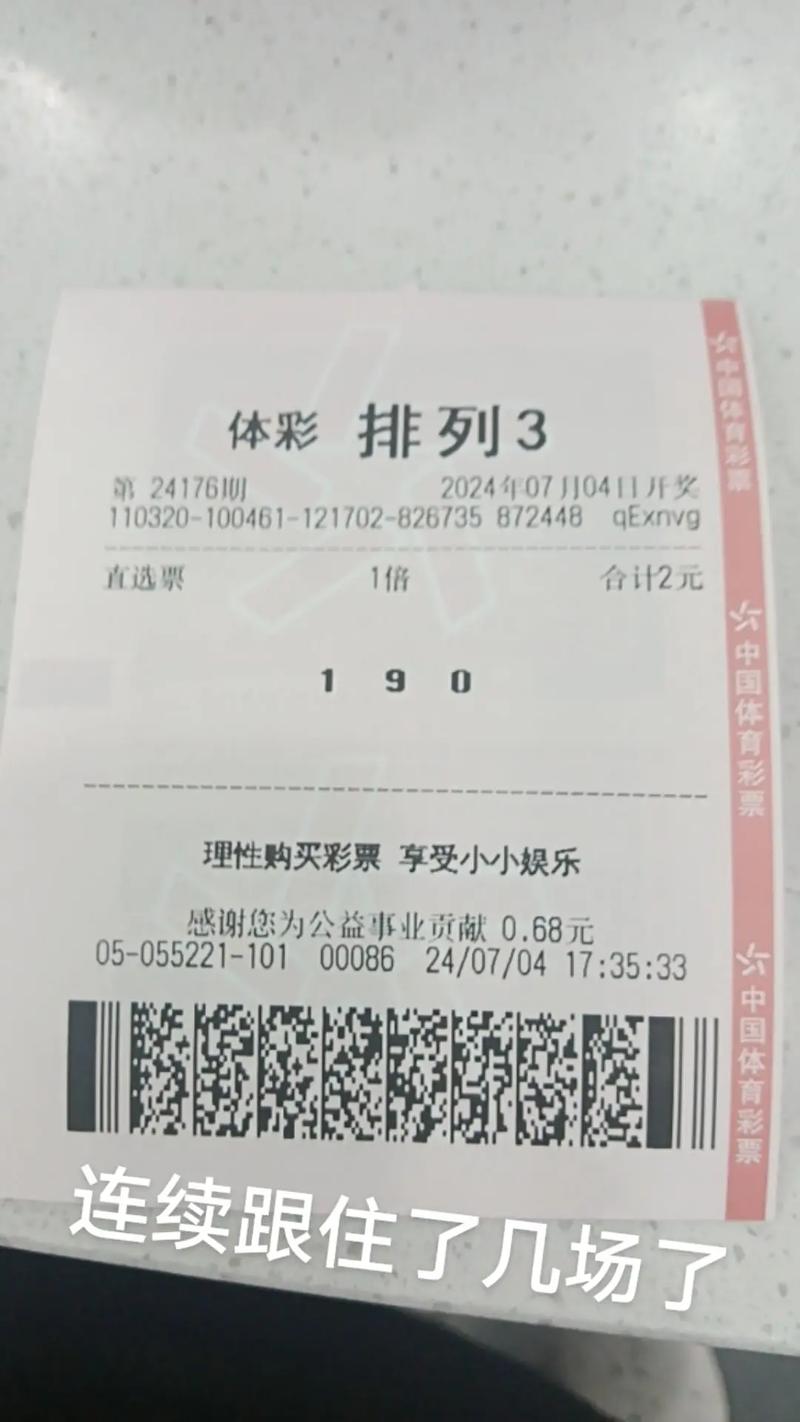 体彩 排列3
第 24176期 2024年07月04日开奖
110320-100461-121702-826735 872448 qExnvg
直选票 1倍 合计2元
1 9 0
理性购买彩票 享受小小娱乐
感谢您为公益事业贡献 0.68元
05-055221-101 00086 24/07/04 17:35:33
中国体育彩票
中国体育彩票
中国体育彩票
连续跟住了几场了